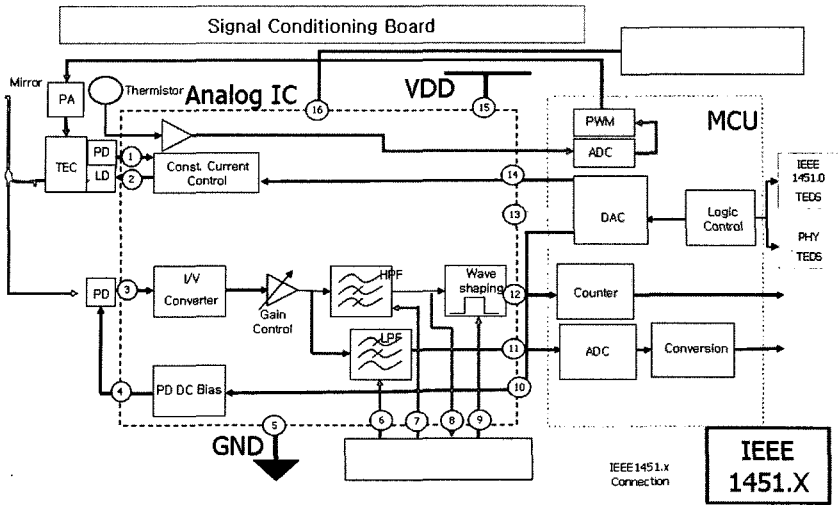 Signal Conditioning Board
Mirror
Thermistor
Analog IC
VDD
PA
16
15
MCU
PWM
ADC
TEC
PD
LD
1
2
Const. Current
Control
14
13
DAC
Logic
Control
IEEE
1451.0
TEDS
PHY
TEDS
PD
3
I/V
Converter
Gain
Control
HPF
Wave
shaping
12
Counter
LPF
11
ADC
Conversion
4
PD DC Bias
10
5
GND
6
7
8
9
IEEE1451.x
Connection
IEEE
1451.X